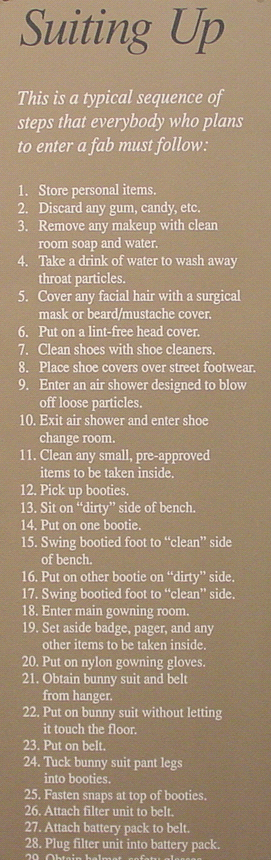 Suiting Up
This is a typical sequence of
steps that everybody who plans
to enter a fab must follow:
1. Store personal items.
2. Discard any gum, candy, etc.
3. Remove any makeup with clean
room soap and water.
4. Take a drink of water to wash away
throat particles.
5. Cover any facial hair with a surgical
mask or beard/mustache cover.
6. Put on a lint-free head cover.
7. Clean shoes with shoe cleaners.
8. Place shoe covers over street footwear.
9. Enter an air shower designed to blow
off loose particles.
10. Exit air shower and enter shoe
change room.
11. Clean any small, pre-approved
items to be taken inside.
12. Pick up booties.
13. Sit on “dirty” side of bench.
14. Put on one bootie.
15. Swing bootied foot to “clean” side
of bench.
16. Put on other bootie on “dirty” side.
17. Swing bootied foot to “clean” side.
18. Enter main gowning room.
19. Set aside badge, pager, and any
other items to be taken inside.
20. Put on nylon gowning gloves.
21. Obtain bunny suit and belt
from hanger.
22. Put on bunny suit without letting
it touch the floor.
23. Put on belt.
24. Tuck bunny suit pant legs
into booties.
25. Fasten snaps at top of booties.
26. Attach filter unit to belt.
27. Attach battery pack to belt.
28. Plug filter unit into battery pack.
29. Obtain helmet, safety glasses